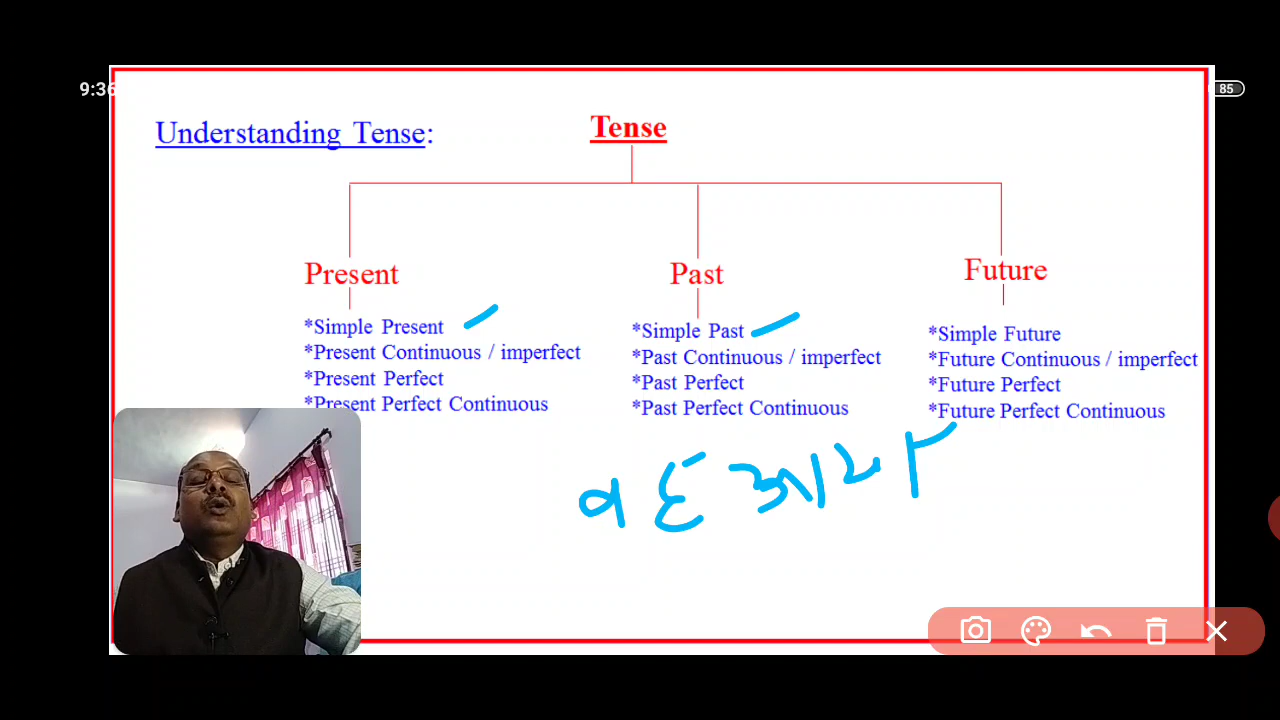 9:36
85
Understanding Tense:
Tense
Present
*Simple Present
*Present Continuous / imperfect
*Present Perfect
*Present Perfect Continuous
Past
*Simple Past
*Past Continuous / imperfect
*Past Perfect
*Past Perfect Continuous
Future
*Simple Future
*Future Continuous / imperfect
*Future Perfect
*Future Perfect Continuous
वह आया